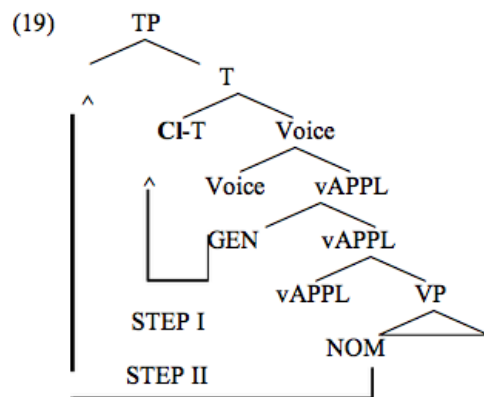 (19) TP
T
^
Cl-T Voice
^ Voice vAPPL
GEN vAPPL
vAPPL VP
STEP I
NOM
STEP II